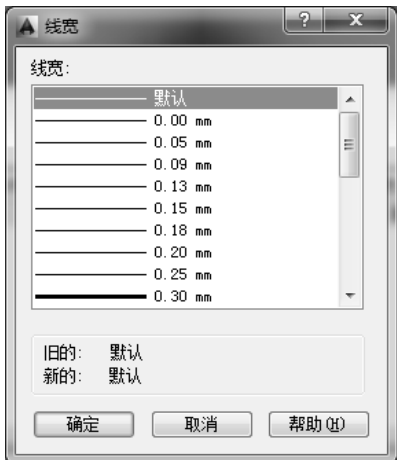 线宽
线宽:
默认
0.00 mm
0.05 mm
0.09 mm
0.13 mm
0.15 mm
0.18 mm
0.20 mm
0.25 mm
0.30 mm
旧的: 默认
新的: 默认
确定 取消 帮助(H)